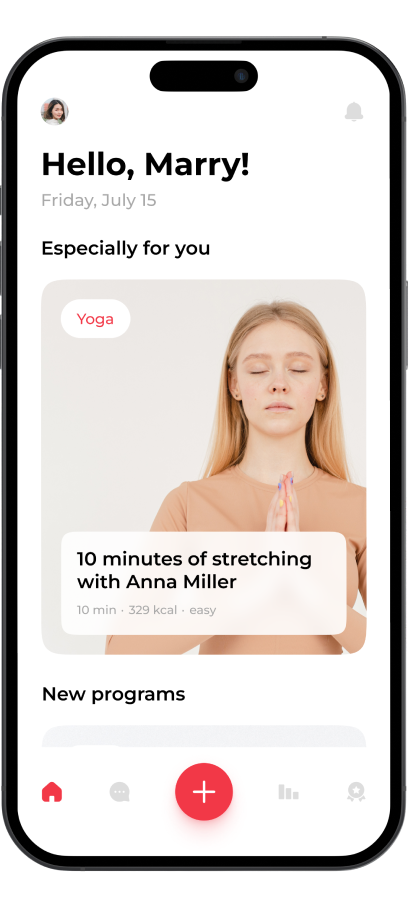 Hello, Marry!
Friday, July 15
Especially for you
Yoga
10 minutes of stretching
with Anna Miller
10 min · 329 kcal · easy
New programs